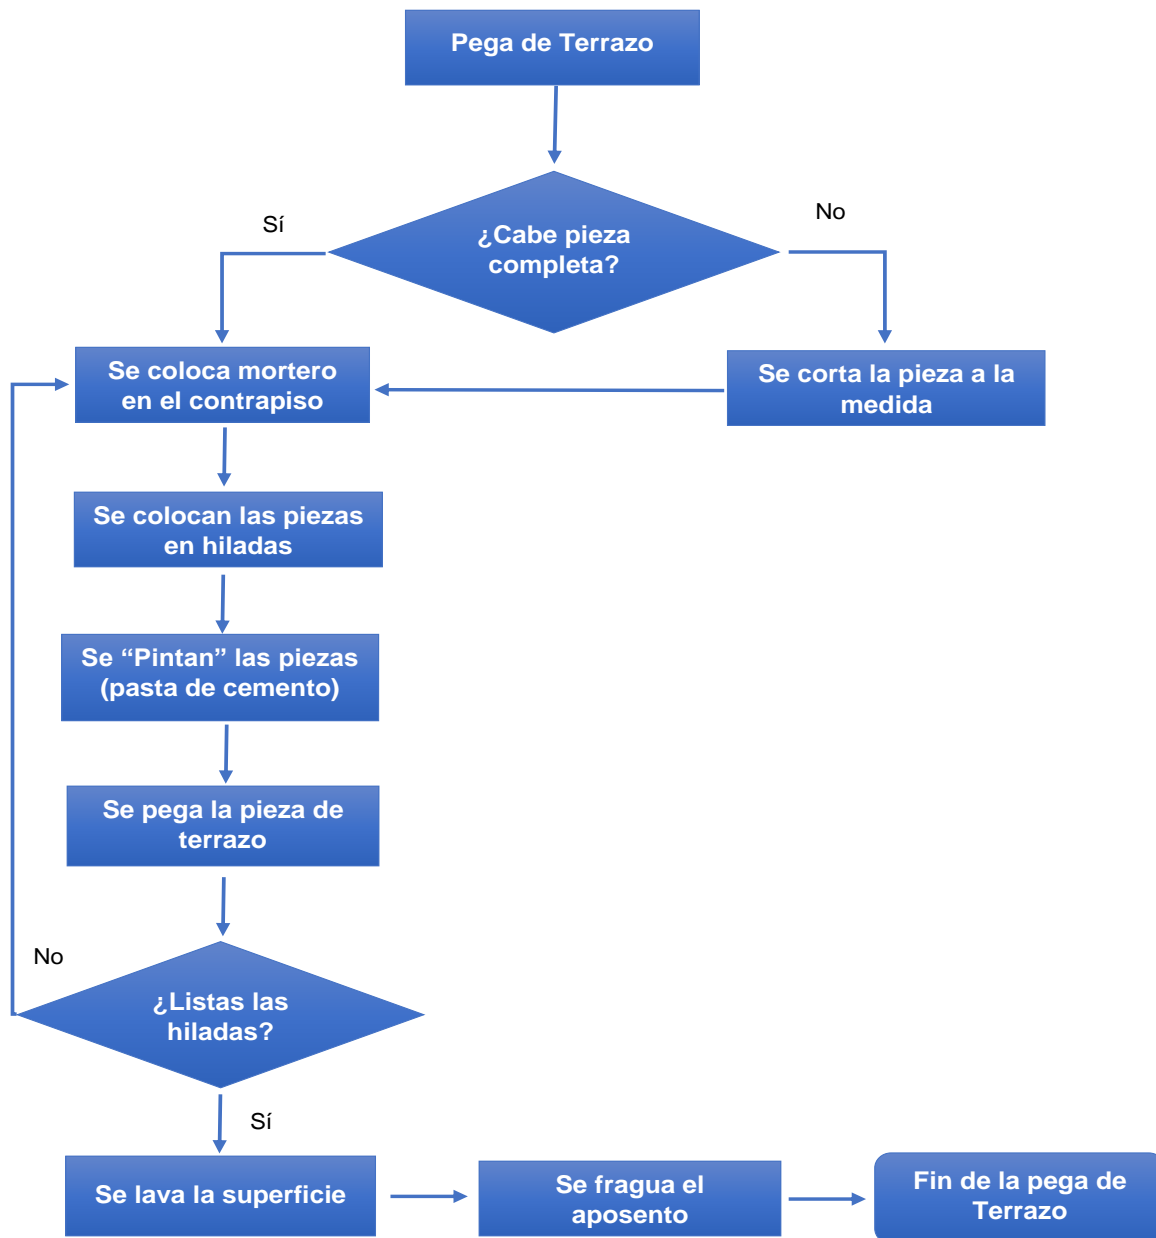 Pega de Terrazo
Sí
No
¿Cabe pieza
completa?
Se coloca mortero
en el contrapiso
Se corta la pieza a la
medida
Se colocan las piezas
en hiladas
Se “Pintan” las piezas
(pasta de cemento)
Se pega la pieza de
terrazo
No
¿Listas las
hiladas?
Sí
Se lava la superficie
Se fragua el
aposento
Fin de la pega de
Terrazo